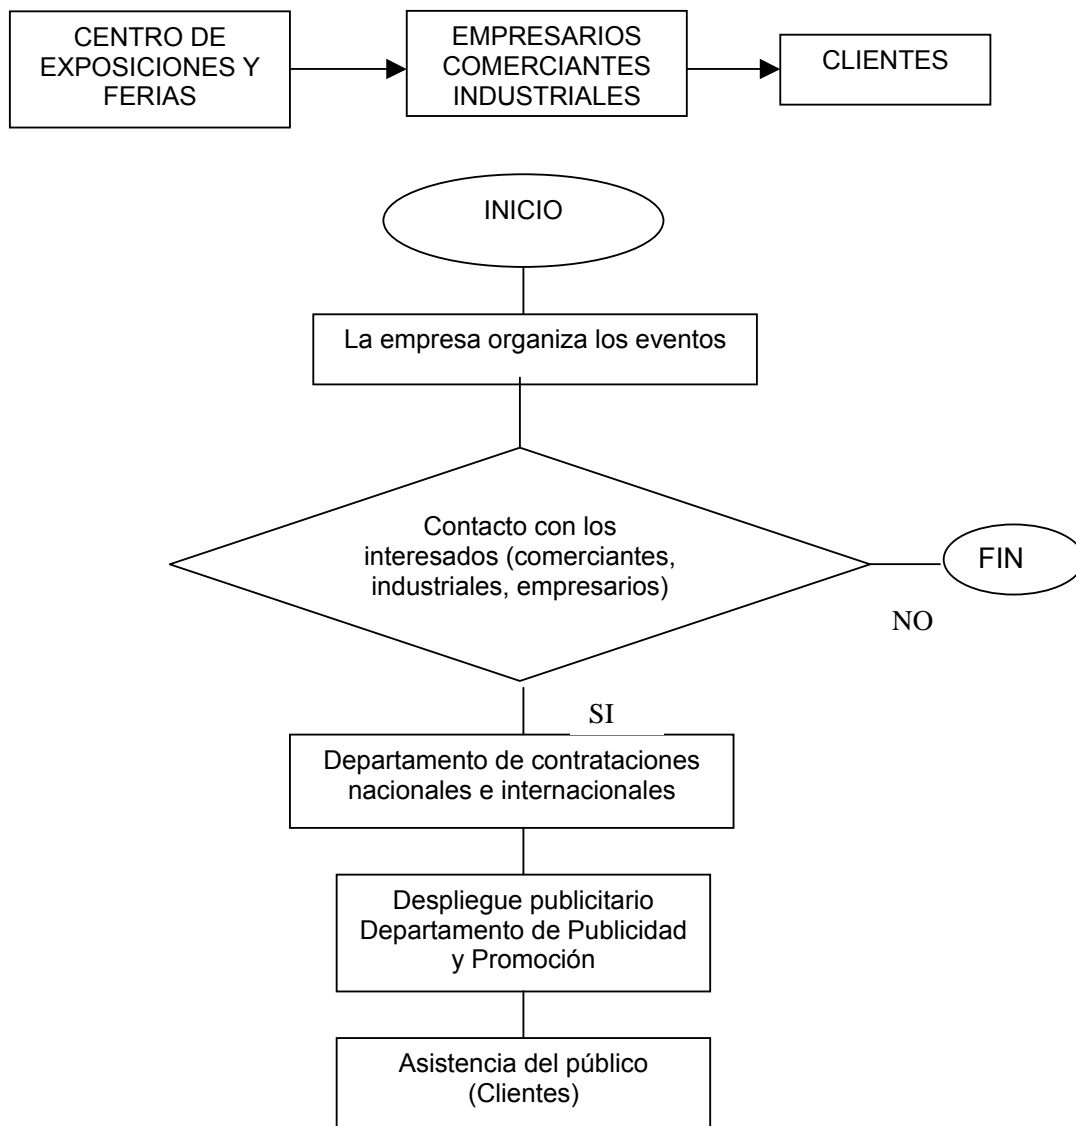 CENTRO DE
EXPOSICIONES Y
FERIAS
EMPRESARIOS
COMERCIANTES
INDUSTRIALES
CLIENTES
INICIO
La empresa organiza los eventos
Contacto con los
interesados (comerciantes,
industriales, empresarios)
FIN
NO
SI
Departamento de contrataciones
nacionales e internacionales
Despliegue publicitario
Departamento de Publicidad
y Promoción
Asistencia del público
(Clientes)